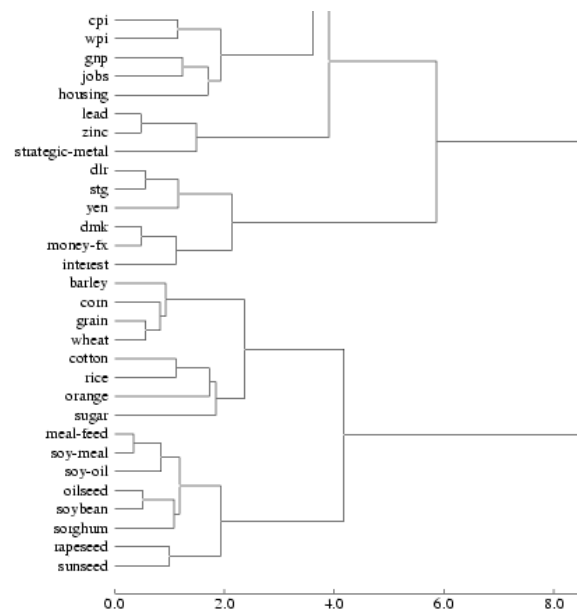 cpi
wpi
gnp
jobs
housing
lead
zinc
strategic-metal
dlr
stg
yen
dmk
money-fx
interest
barley
corn
grain
wheat
cotton
rice
orange
sugar
meal-feed
soy-meal
soy-oil
oilseed
soybean
sorghum
rapeseed
sunseed
0.0 2.0 4.0 6.0 8.0